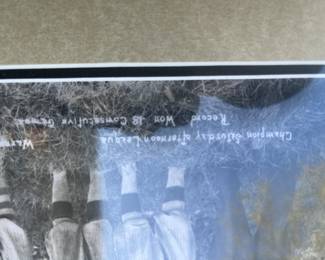 Champion Saturday afternoon League
Record Won 18 Consecutive Games